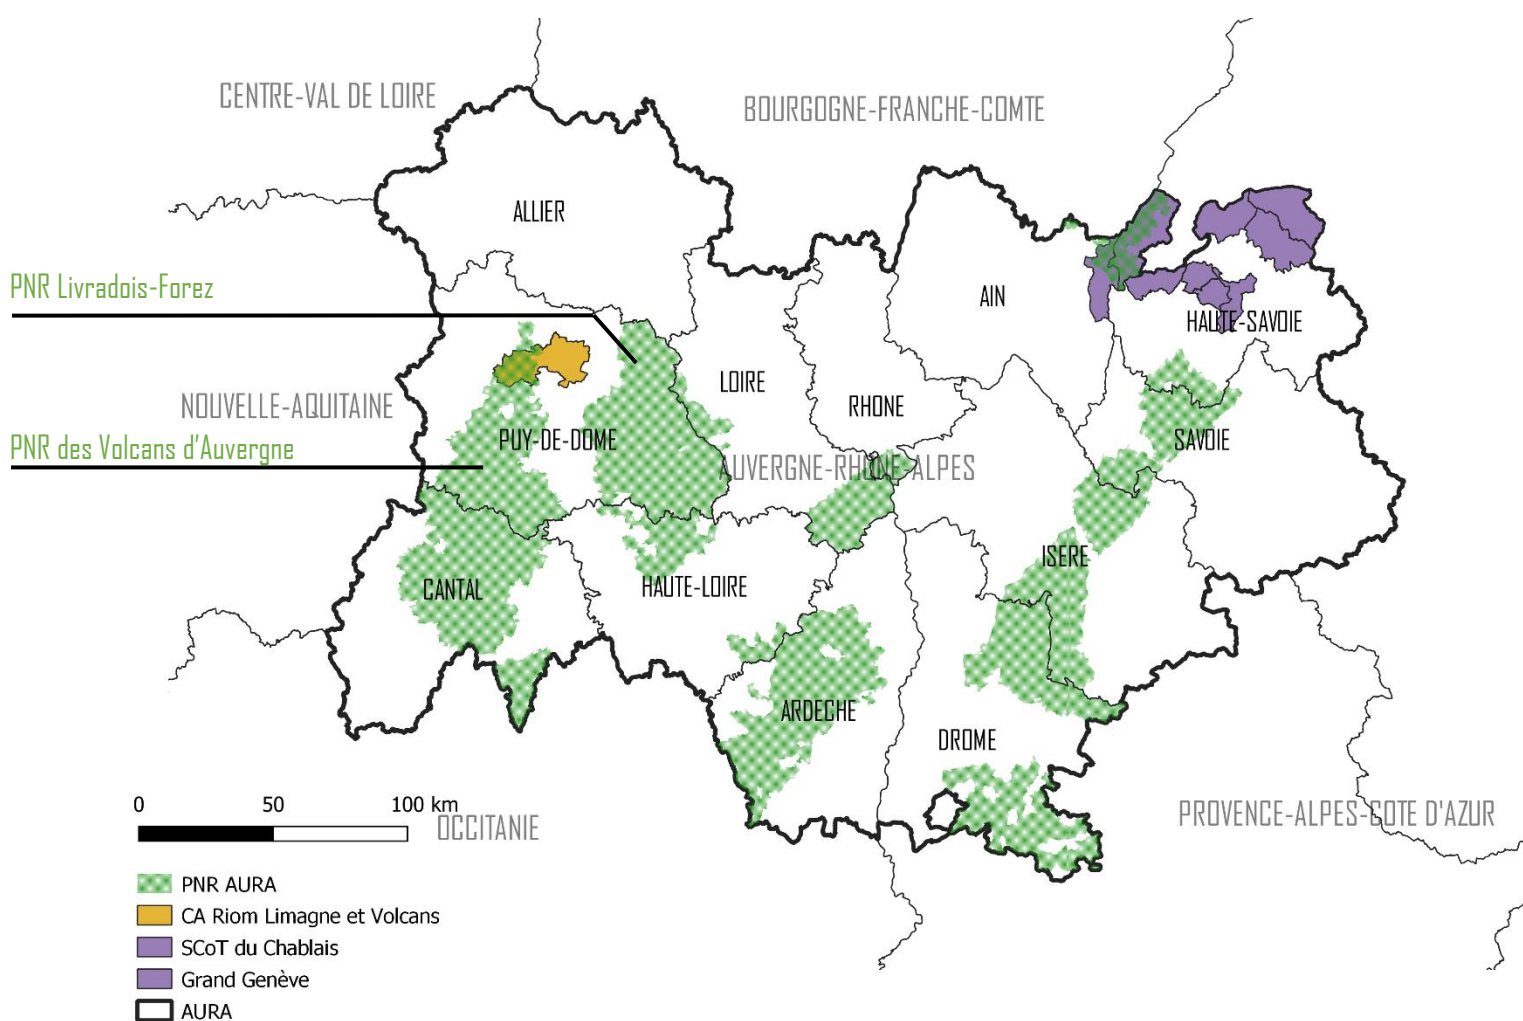 CENTRE-VAL DE LOIRE
BOURGOGNE-FRANCHE-COMTE
ALLIER
PNR Livradois-Forez
AIN
HAUTE-SAVOIE
LOIRE
NOUVELLE-AQUITAINE
RHONE
PUY-DE-DOME
SAVOIE
PNR des Volcans d'Auvergne
AUVERGNE-RHONE-ALPES
ISERE
CANTAL
HAUTE-LOIRE
ARDECHE
DROME
0 50 100 km
OCCITANIE
PROVENCE-ALPES-COTE D'AZUR
PNR AURA
CA Riom Limagne et Volcans
SCoT du Chablais
Grand Genève
AURA